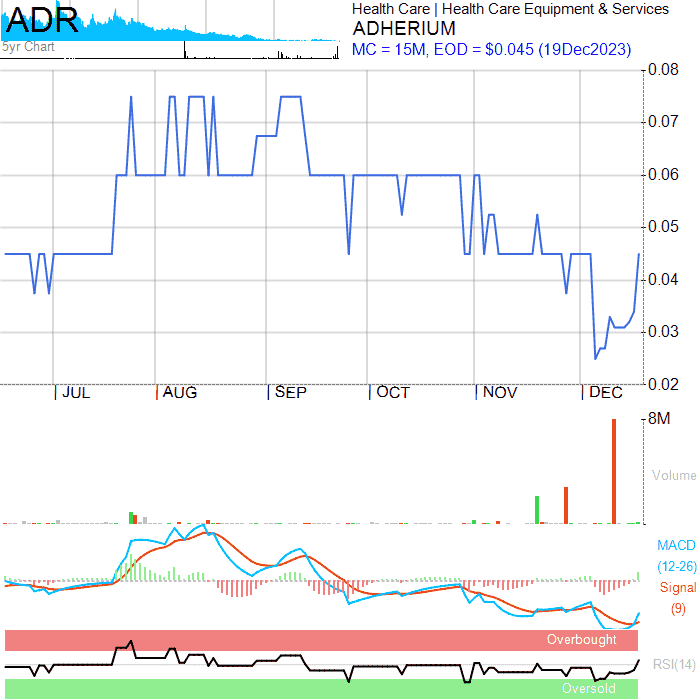 ADR
5yr Chart
Health Care | Health Care Equipment & Services
ADHERIUM
MC = 15M, EOD = $0.045 (19Dec2023)
0.08
0.07
0.06
0.05
0.04
0.03
0.02
JUL AUG SEP OCT NOV DEC
8M
Volume
MACD
(12-26)
Signal
(9)
Overbought
RSI(14)
Oversold